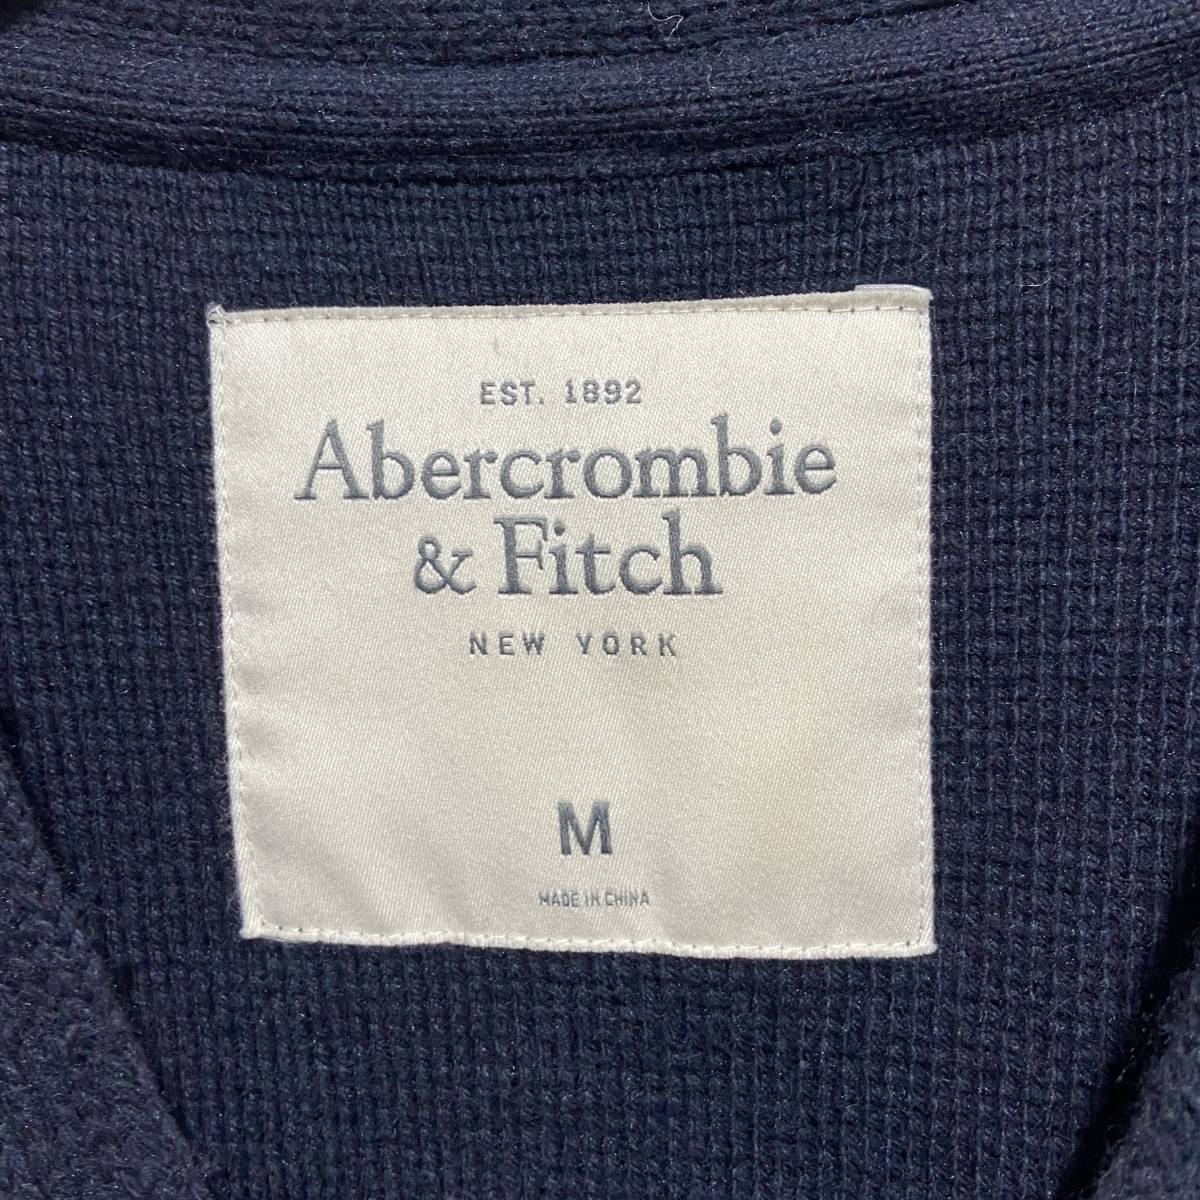 EST. 1892
Abercrombie
& Fitch
NEW YORK
M
MADE IN CHINA